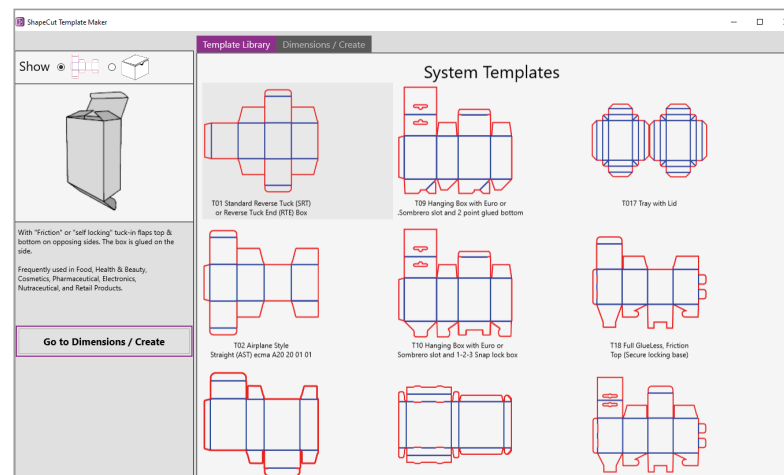 ShapeCut Template Maker
Template Library
Dimensions / Create
Show
System Templates
T01 Standard Reverse Tuck (SRT)
or Reverse Tuck End (RTE) Box
T09 Hanging Box with Euro or
.Sombrero slot and 2 point glued bottom
T017 Tray with Lid
With "Friction" or "self locking" tuck-in flaps top &
bottom on opposing sides. The box is glued on the
side.
Frequently used in Food, Health & Beauty,
Cosmetics, Pharmaceutical, Electronics,
Nutraceutical, and Retail Products.
Go to Dimensions / Create
T02 Airplane Style
Straight (AST) ecma A20 20 01 01
T10 Hanging Box with Euro or
Sombrero slot and 1-2-3 Snap lock box
T18 Full GlueLess, Friction
Top (Secure locking base)